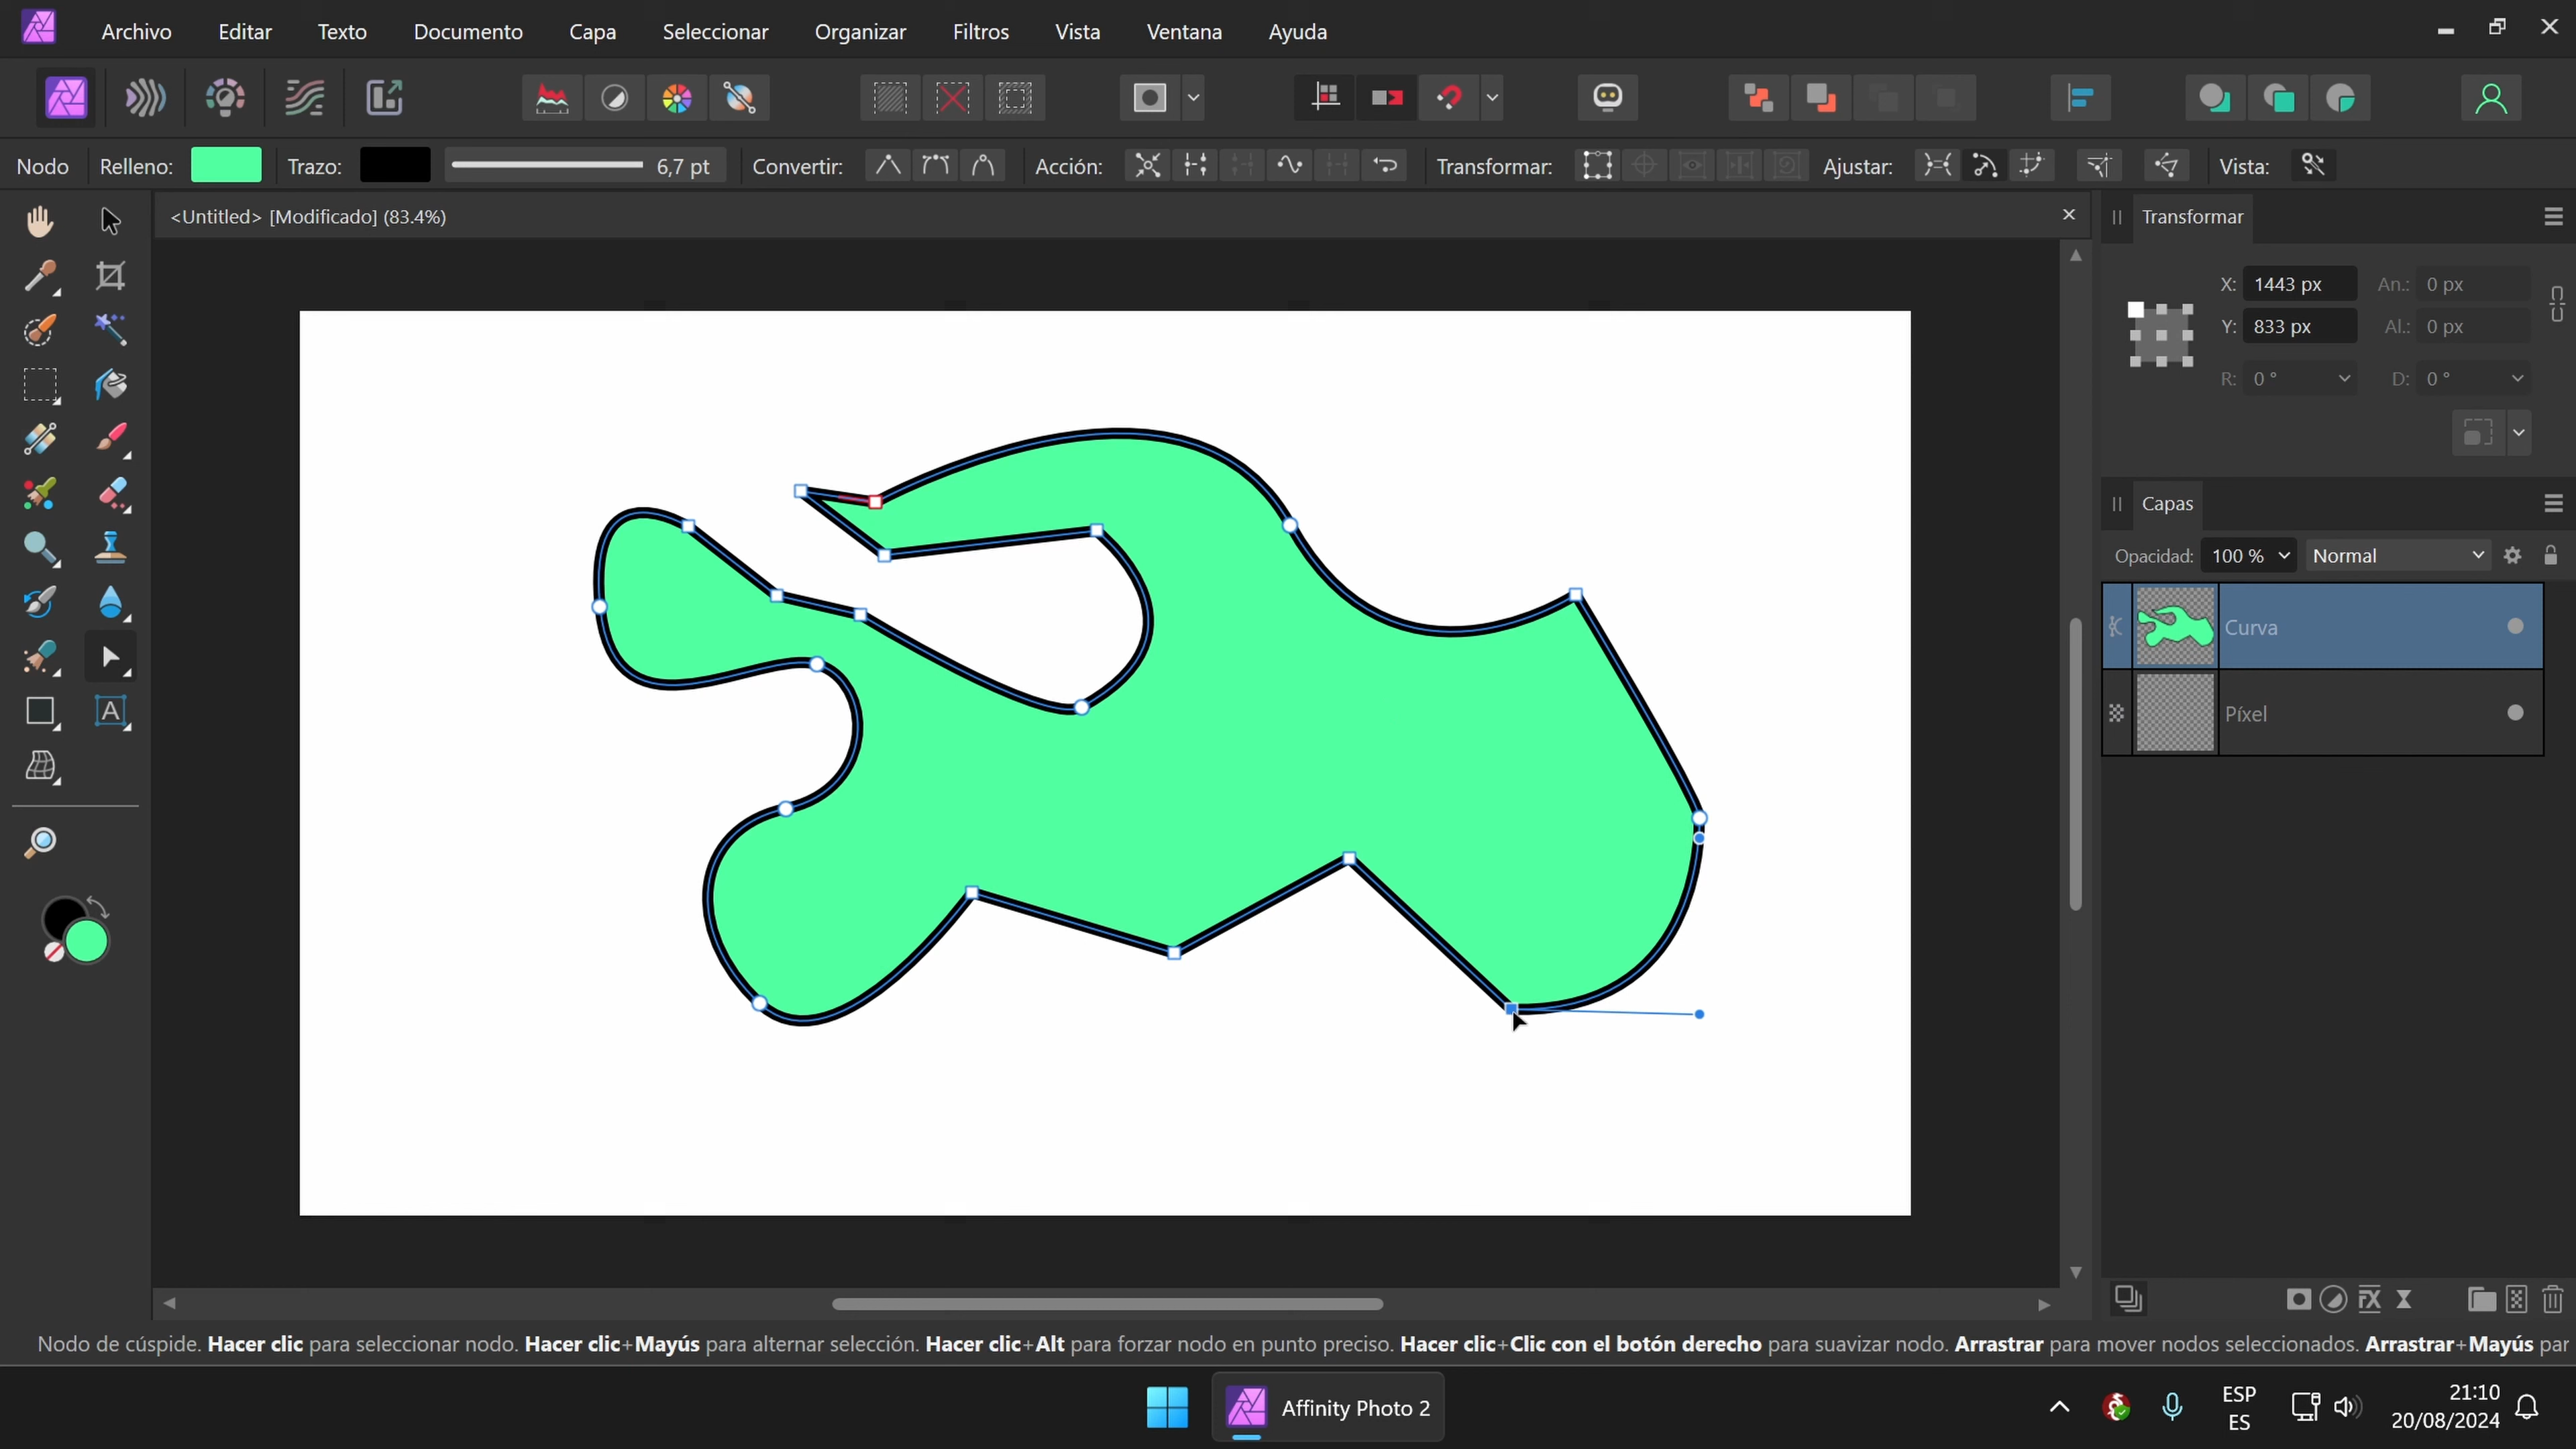 Archivo Editar Texto Documento Capa Seleccionar Organizar Filtros Vista Ventana Ayuda
Nodo Relleno: Trazo: 6,7 pt Convertir: Acción: Transformar: Ajustar: Vista:
<Untitled> [Modificado] (83.4%)
Transformar
X: 1443 px An.: 0 px
Y: 833 px Al.: 0 px
R: 0 ° D: 0 °
Capas
Opacidad: 100 % Normal
Curva
Píxel
Nodo de cúspide. Hacer clic para seleccionar nodo. Hacer clic+Mayús para alternar selección. Hacer clic+Alt para forzar nodo en punto preciso. Hacer clic+Clic con el botón derecho para suavizar nodo. Arrastrar para mover nodos seleccionados. Arrastrar+Mayús par
Affinity Photo 2
ESP
ES
21:10
20/08/2024